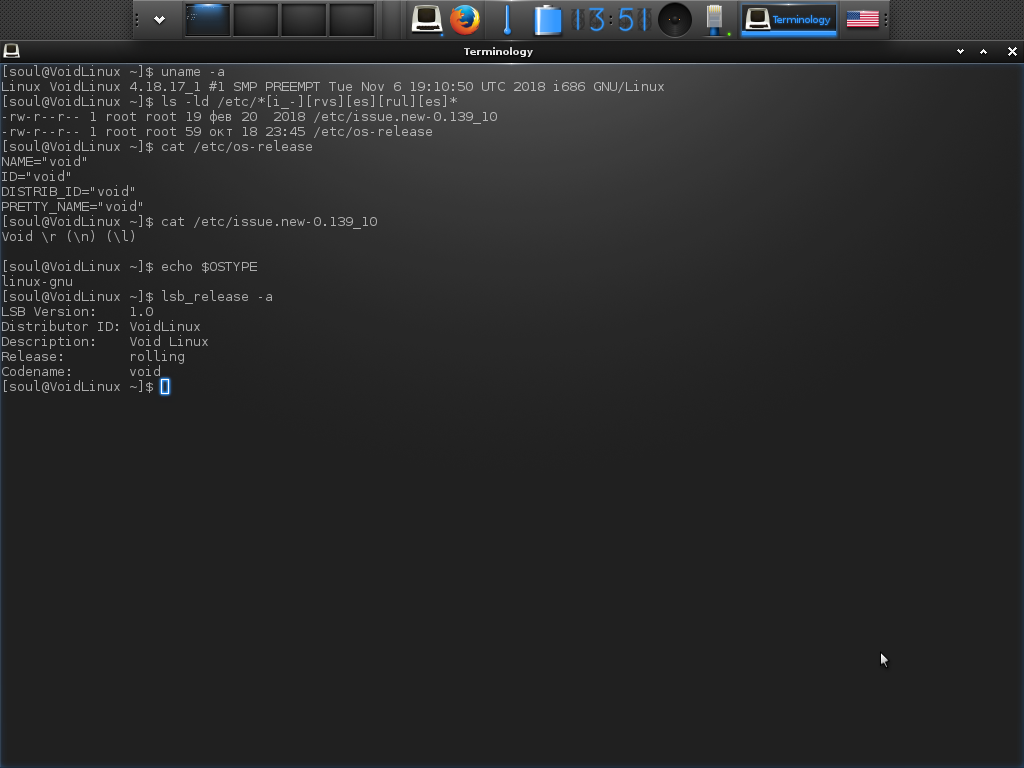 13:51
Terminology
Terminology
[soul@VoidLinux ~]$ uname -a
Linux VoidLinux 4.18.17_1 #1 SMP PREEMPT Tue Nov 6 19:10:50 UTC 2018 i686 GNU/Linux
[soul@VoidLinux ~]$ ls -ld /etc/*[i_-][rvs][es][rul][es]*
-rw-r--r-- 1 root root 19 фев 20  2018 /etc/issue.new-0.139_10
-rw-r--r-- 1 root root 59 окт 18 23:45 /etc/os-release
[soul@VoidLinux ~]$ cat /etc/os-release
NAME="void"
ID="void"
DISTRIB_ID="void"
PRETTY_NAME="void"
[soul@VoidLinux ~]$ cat /etc/issue.new-0.139_10
Void \r (\n) (\l)
[soul@VoidLinux ~]$ echo $OSTYPE
linux-gnu
[soul@VoidLinux ~]$ lsb_release -a
LSB Version:    1.0
Distributor ID: VoidLinux
Description:    Void Linux
Release:        rolling
Codename:       void
[soul@VoidLinux ~]$